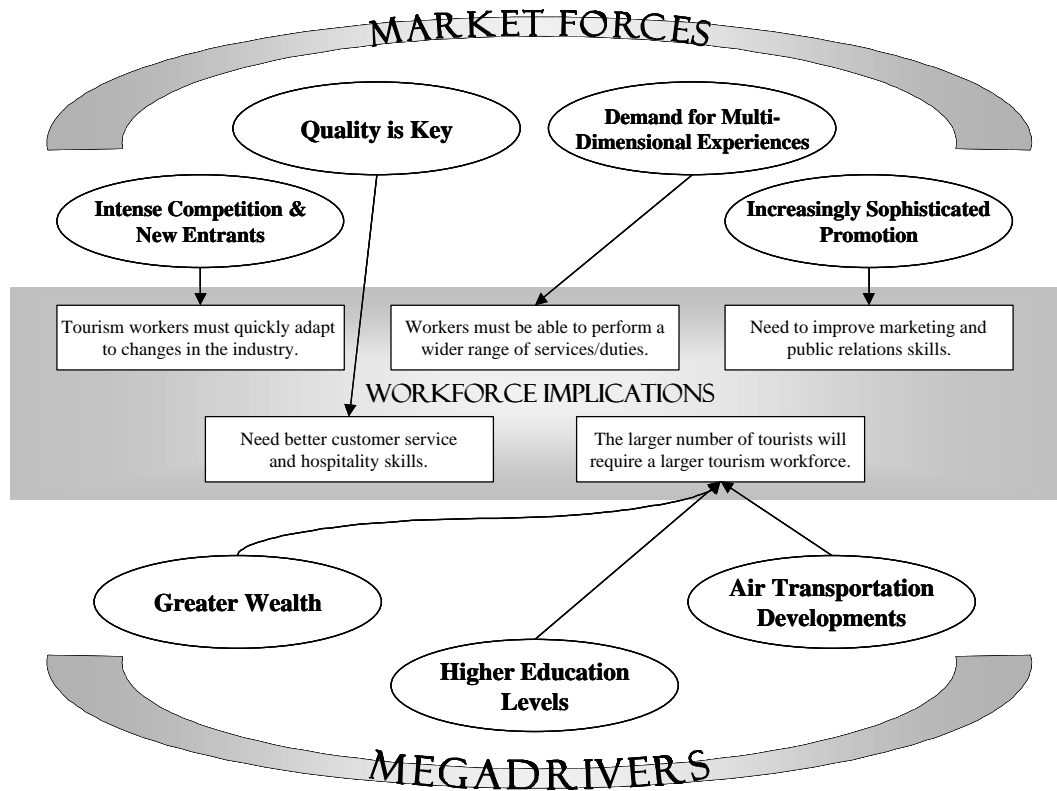 MARKET FORCES
Quality is Key
Demand for Multi-
Dimensional Experiences
Intense Competition &
New Entrants
Increasingly Sophisticated
Promotion
Tourism workers must quickly adapt
to changes in the industry.
Workers must be able to perform a
wider range of services/duties.
Need to improve marketing and
public relations skills.
WORKFORCE IMPLICATIONS
Need better customer service
and hospitality skills.
The larger number of tourists will
require a larger tourism workforce.
Greater Wealth
Air Transportation
Developments
Higher Education
Levels
MEGADRIVERS